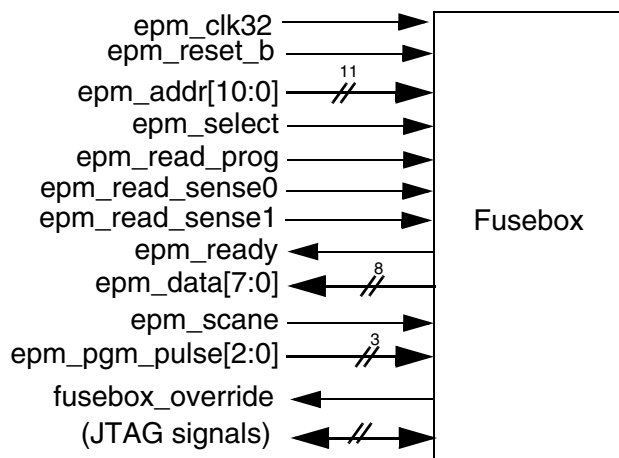 epm_clk32
epm_reset_b
11
epm_addr[10:0]
epm_select
epm_read_prog
epm_read_sense0
epm_read_sense1
Fusebox
epm_ready
8
epm_data[7:0]
epm_scane
3
epm_pgm_pulse[2:0]
fusebox_override
(JTAG signals)